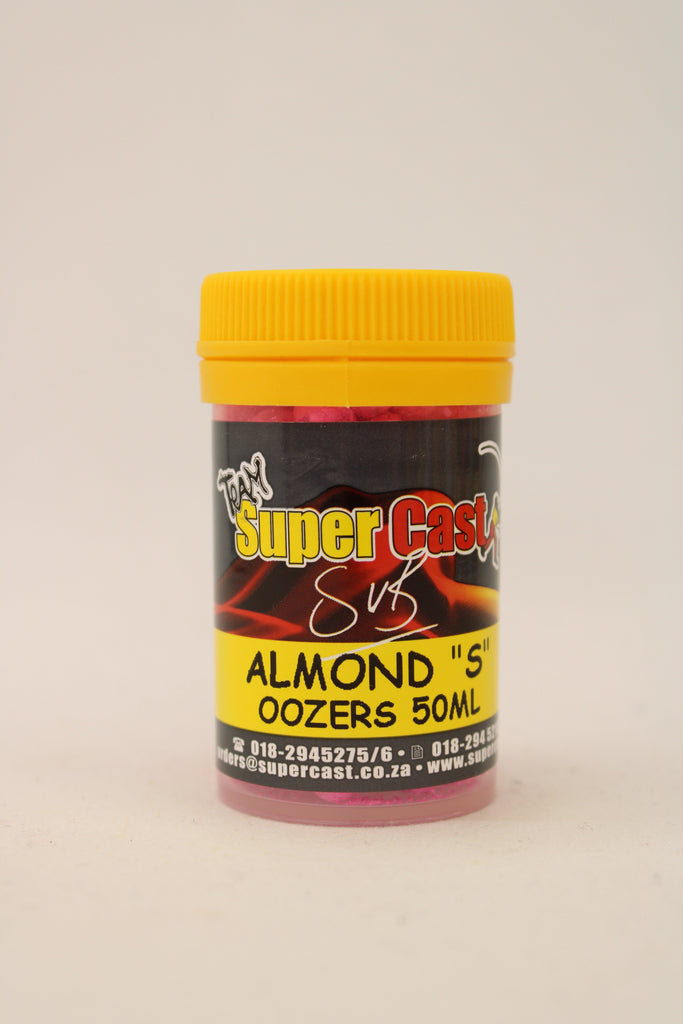 TEAM
Super Cast
SVB
ALMOND "S"
OOZERS 50ML
018-2945275/6 • 018-294
orders@supercast.co.za • www.super